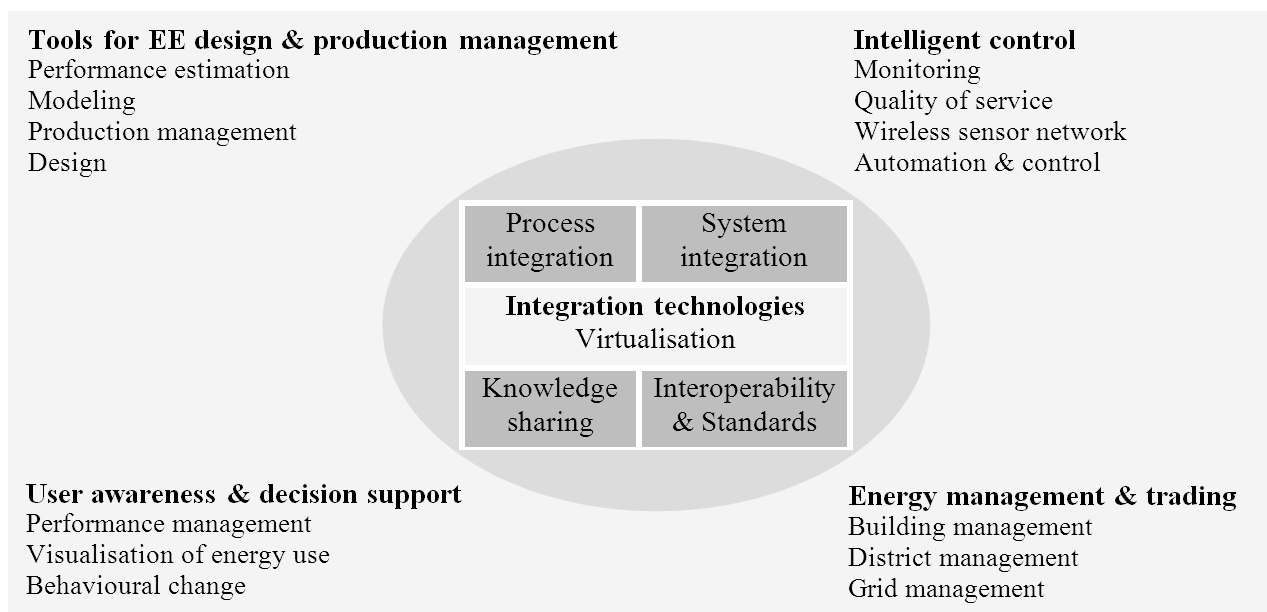 Tools for EE design & production management
Performance estimation
Modeling
Production management
Design
Intelligent control
Monitoring
Quality of service
Wireless sensor network
Automation & control
Process
integration
System
integration
Integration technologies
Virtualisation
Knowledge
sharing
Interoperability
& Standards
User awareness & decision support
Performance management
Visualisation of energy use
Behavioural change
Energy management & trading
Building management
District management
Grid management